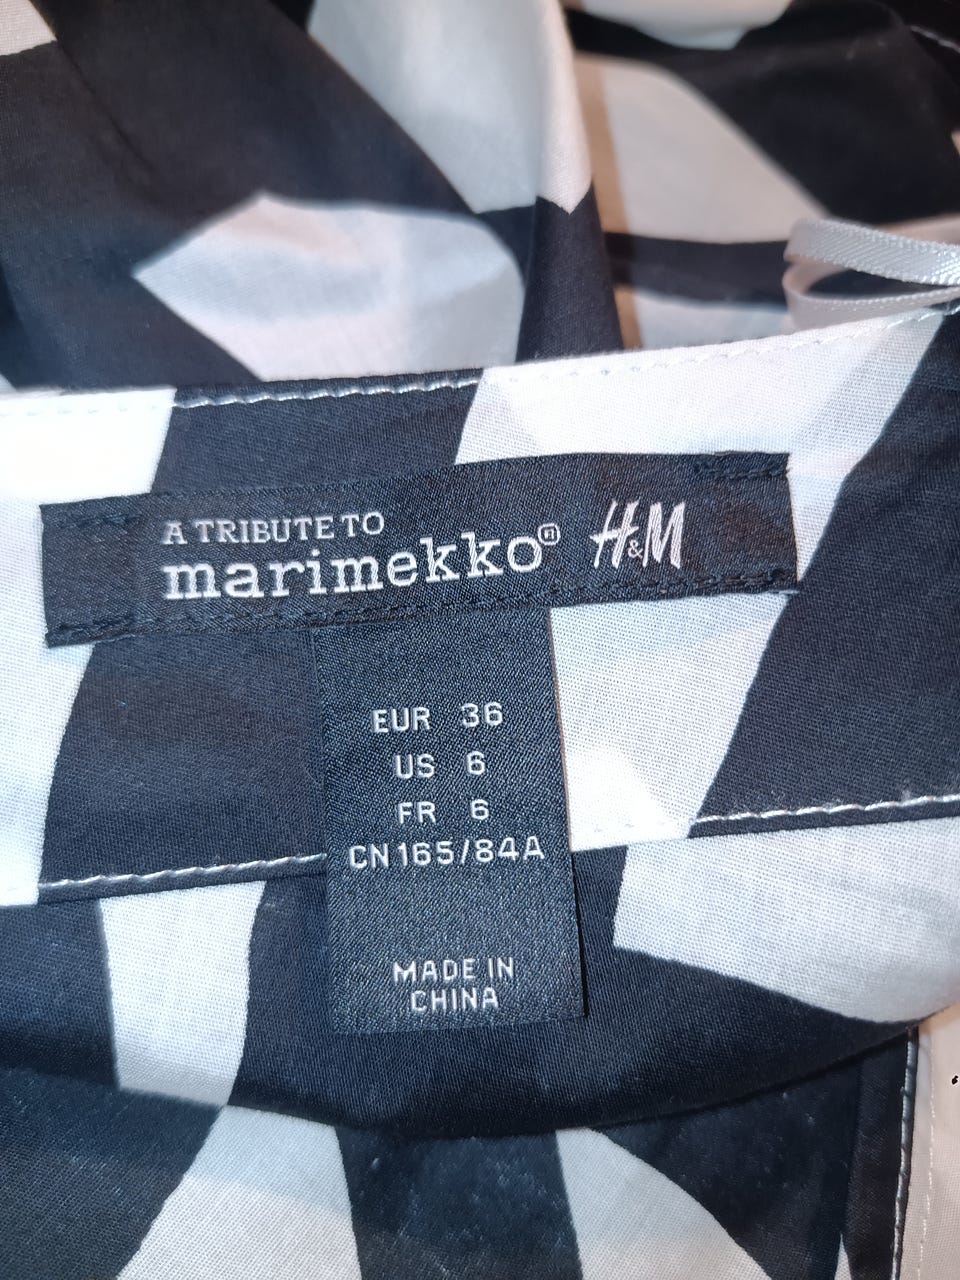 A TRIBUTE TO
marimekko® H&M
EUR 36
US 6
FR 6
CN 165/84A
MADE IN
CHINA